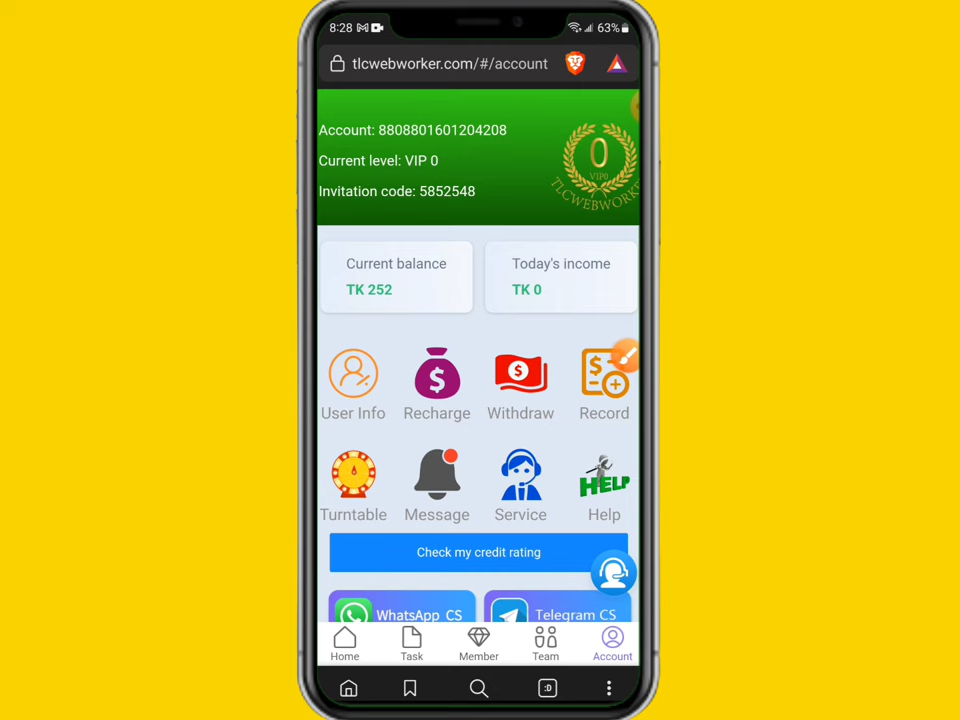 8:28
63%
tlcwebworker.com/#/account
Account: 8808801601204208
Current level: VIP 0
Invitation code: 5852548
0
VIP0
TLCWEBWORKE
Current balance
TK 252
Today's income
TK 0
User Info
Recharge
Withdraw
Record
Turntable
Message
Service
HELP
Help
Check my credit rating
WhatsApp CS
Telegram CS
Home
Task
Member
Team
Account
:D